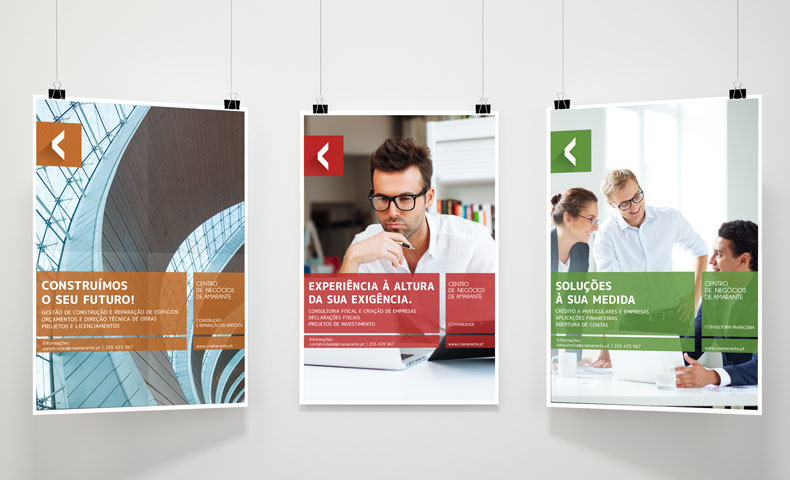 CONSTRUÍMOS
O SEU FUTURO!
GESTÃO DE CONSTRUÇÃO E REPARAÇÃO DE EDIFÍCIOS
ORÇAMENTOS E DIREÇÃO TÉCNICA DE OBRAS
PROJETOS E LICENCIAMENTOS
CENTRO
DE NEGÓCIOS
DE AMARANTE
CONSTRUÇÃO
E REPARAÇÃO DE EDIFÍCIOS
Informações:
construcao@cnamarante.pt | 255 433 967
www.cnamarante.pt
EXPERIÊNCIA À ALTURA
DA SUA EXIGÊNCIA.
CONSULTORIA FISCAL E CRIAÇÃO DE EMPRESAS
DECLARAÇÕES FISCAIS
PROJETOS DE INVESTIMENTO
CENTRO
DE NEGÓCIOS
DE AMARANTE
CONTABILIDADE
Informações:
contabilidade@cnamarante.pt | 255 433 967
www.cnamarante.pt
SOLUÇÕES
À SUA MEDIDA
CRÉDITO A PARTICULARES E EMPRESAS
APLICAÇÕES FINANCEIRAS
ABERTURA DE CONTAS
CENTRO
DE NEGÓCIOS
DE AMARANTE
CONSULTORIA FINANCEIRA
Informações:
consultoria@cnamarante.pt | 255 433 967
www.cnamarante.pt